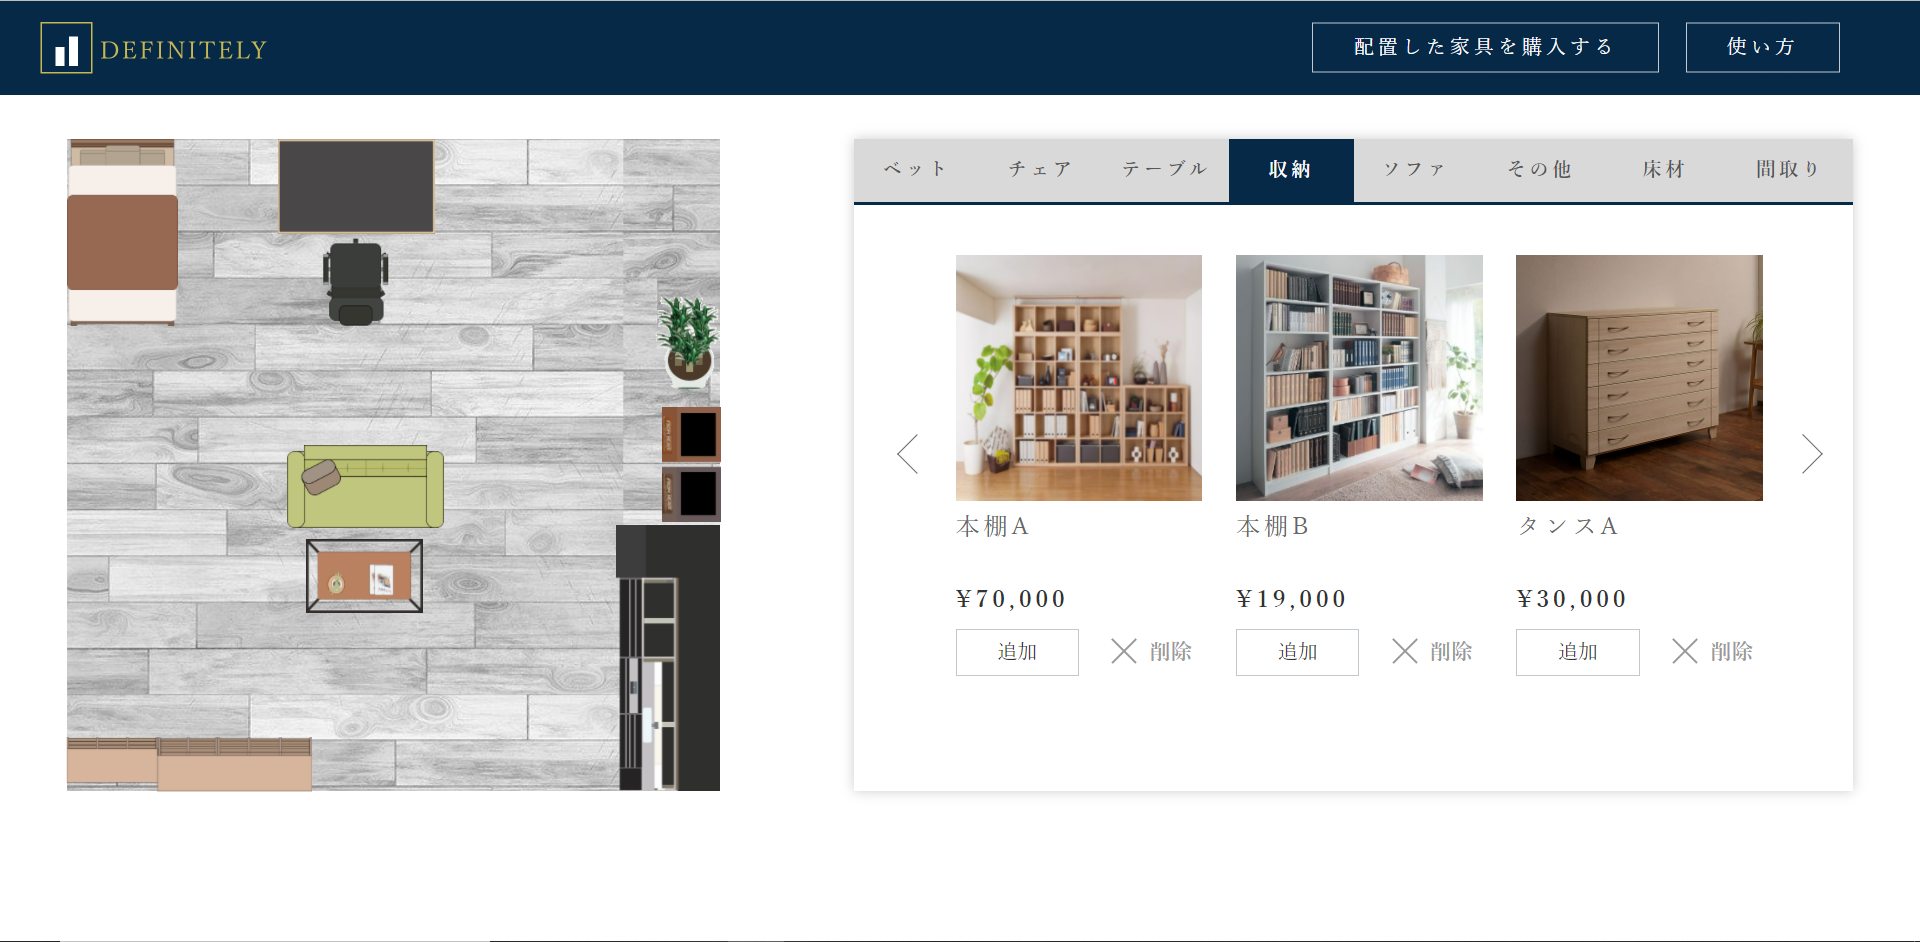 DEFINITELY
配置した家具を購入する
使い方
ベット
チェア
テーブル
収納
ソファ
その他
床材
間取り
本棚A
本棚B
タンスA
¥70,000
¥19,000
¥30,000
追加
削除
追加
削除
追加
削除